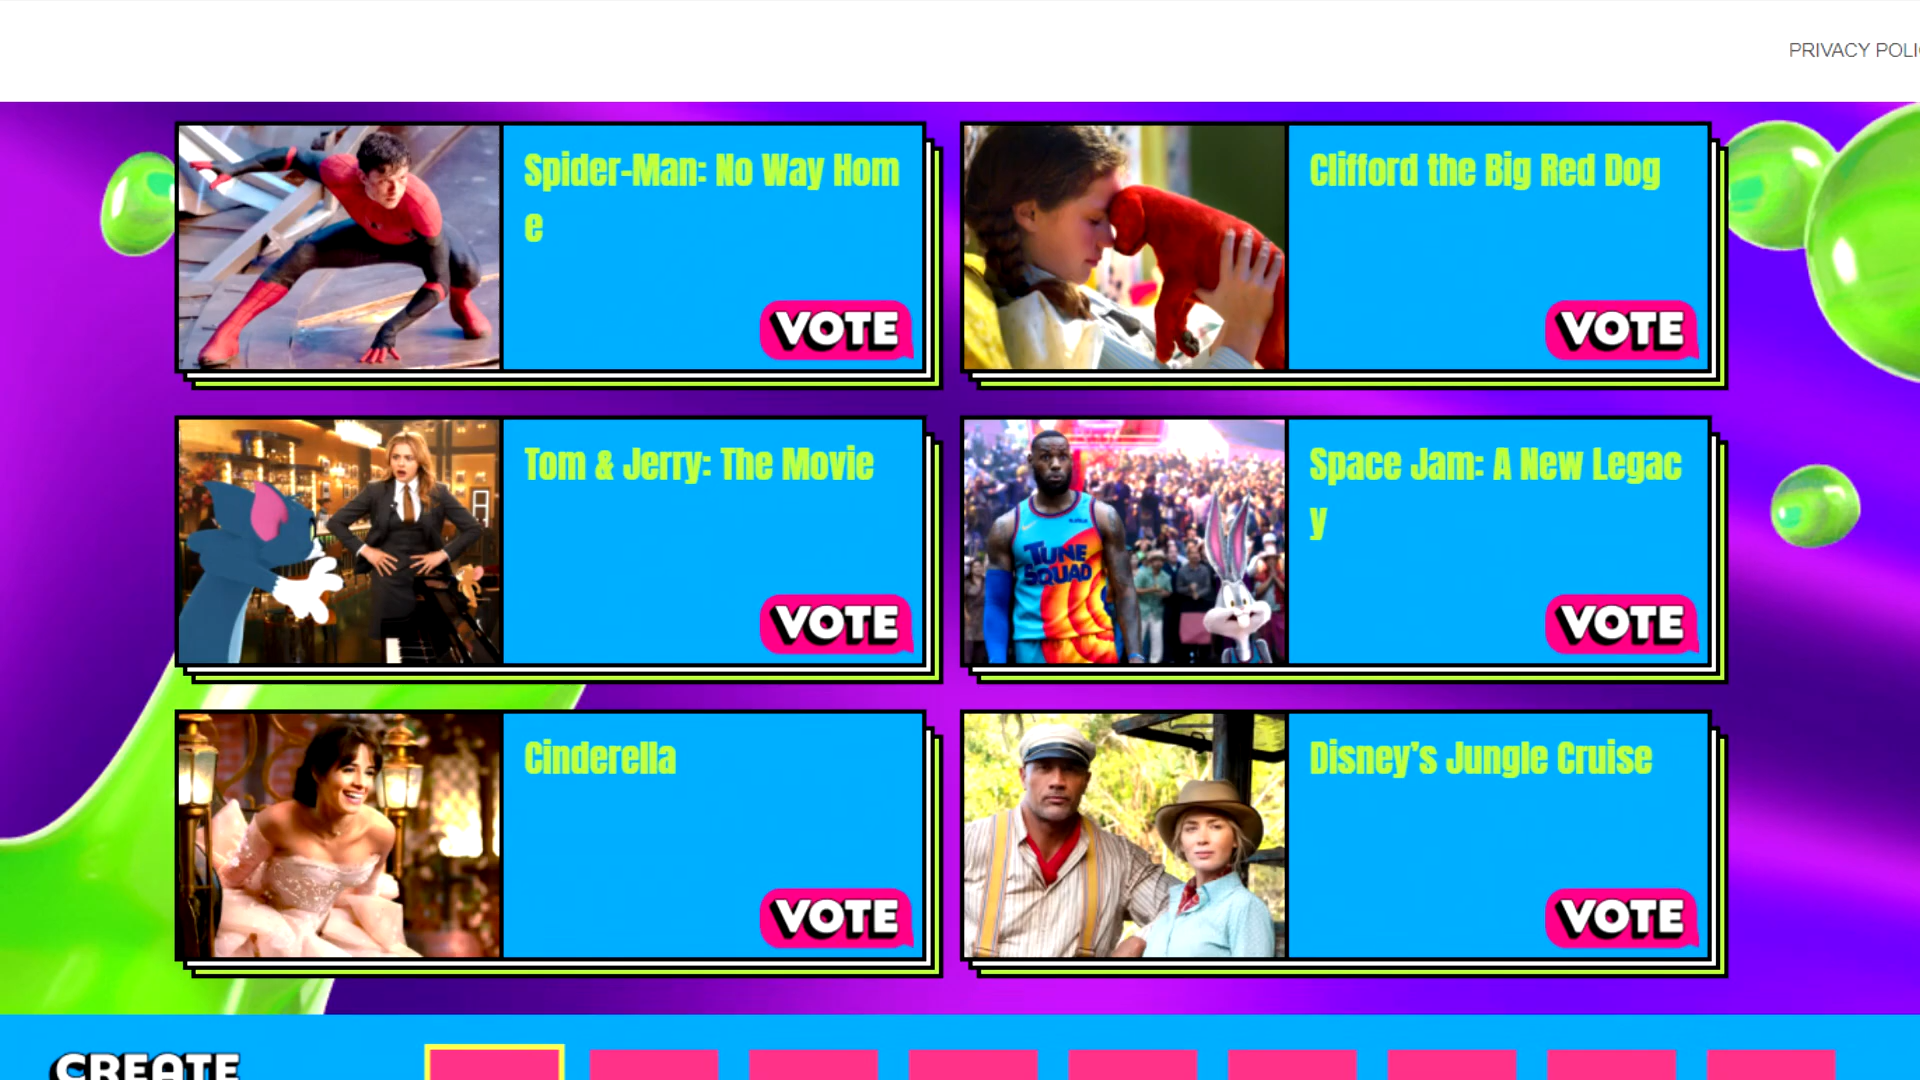 PRIVACY POLI
Spider-Man: No Way Hom
e
VOTE
Clifford the Big Red Dog
VOTE
Tom & Jerry: The Movie
VOTE
Space Jam: A New Legac
y
TUNE
SQUAD
VOTE
Cinderella
VOTE
Disney's Jungle Cruise
VOTE
CREATE